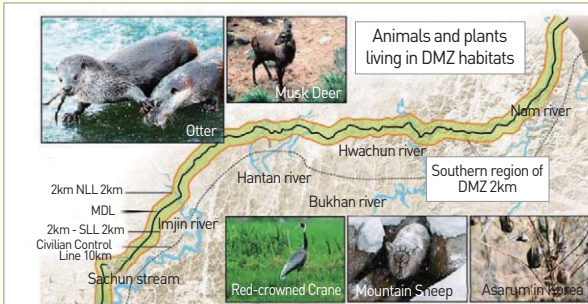 Animals and plants
living in DMZ habitats
Otter
Musk Deer
Nam river
Hwachun river
Hantan river
Southern region of
DMZ 2km
Bukhan river
2km NLL 2km
MDL
Imjin river
2km - SLL 2km
Civilian Control
Line 10km
Sachun stream
Red-crowned Crane
Mountain Sheep
Asarum in Korea